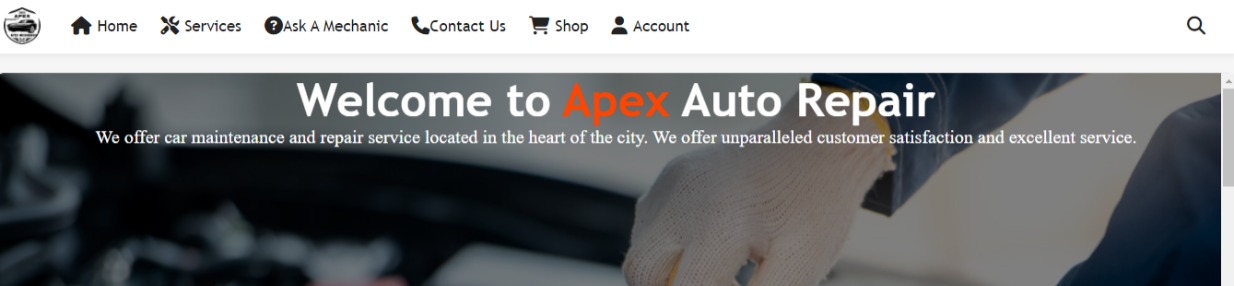 Home Services Ask A Mechanic Contact Us Shop Account
Welcome to Apex Auto Repair
We offer car maintenance and repair service located in the heart of the city. We offer unparalleled customer satisfaction and excellent service.